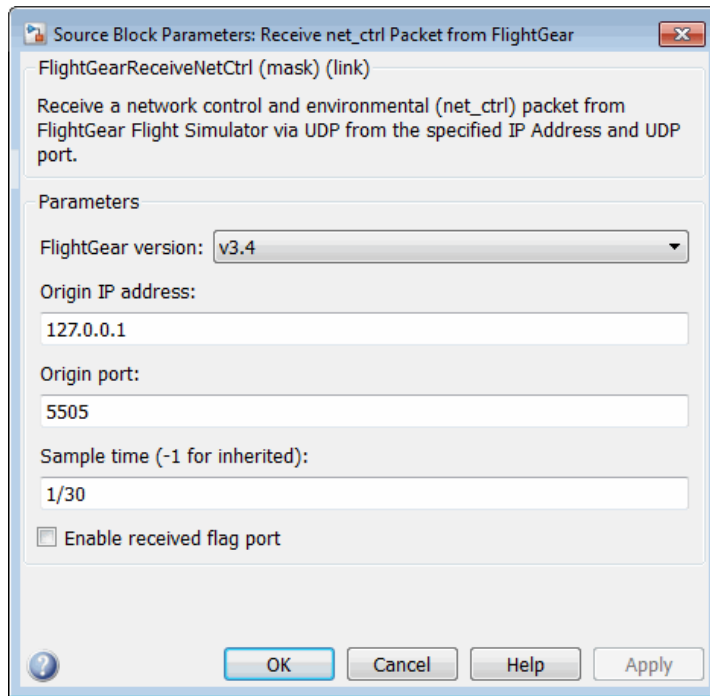 Source Block Parameters: Receive net_ctrl Packet from FlightGear
FlightGearReceiveNetCtrl (mask) (link)
Receive a network control and environmental (net_ctrl) packet from
FlightGear Flight Simulator via UDP from the specified IP Address and UDP
port.
Parameters
FlightGear version: v3.4
Origin IP address:
127.0.0.1
Origin port:
5505
Sample time (-1 for inherited):
1/30
Enable received flag port
? OK Cancel Help Apply